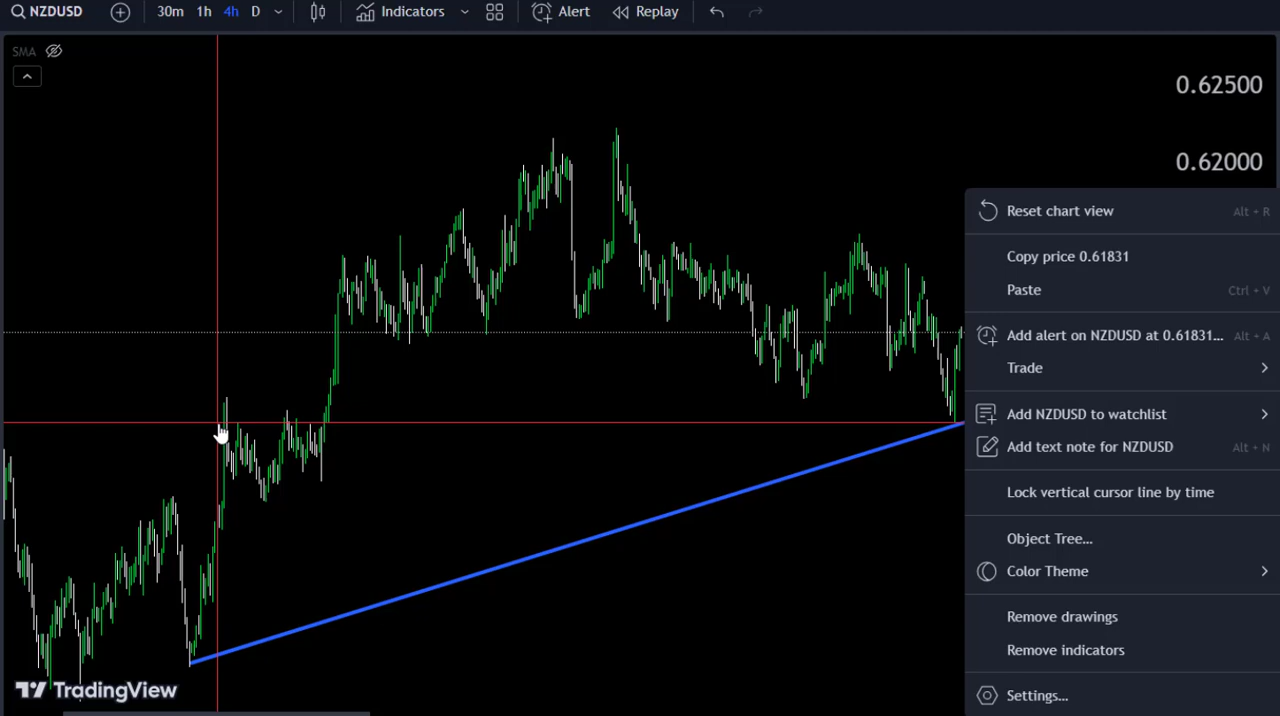 NZDUSD 30m 1h 4h D Indicators Alert Replay
SMA
0.62500
0.62000
Reset chart view Alt + R
Copy price 0.61831
Paste Ctrl + V
Add alert on NZDUSD at 0.61831... Alt + A
Trade
Add NZDUSD to watchlist
Add text note for NZDUSD Alt + N
Lock vertical cursor line by time
Object Tree...
Color Theme
Remove drawings
Remove indicators
Settings...
TradingView